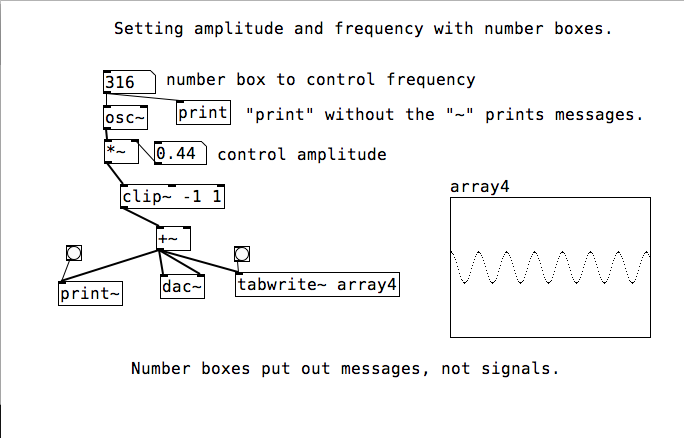 Setting amplitude and frequency with number boxes.
316 number box to control frequency
osc~ print "print" without the "~" prints messages.
*~ 0.44 control amplitude
clip~ -1 1
array4
+~
print~ dac~ tabwrite~ array4
Number boxes put out messages, not signals.